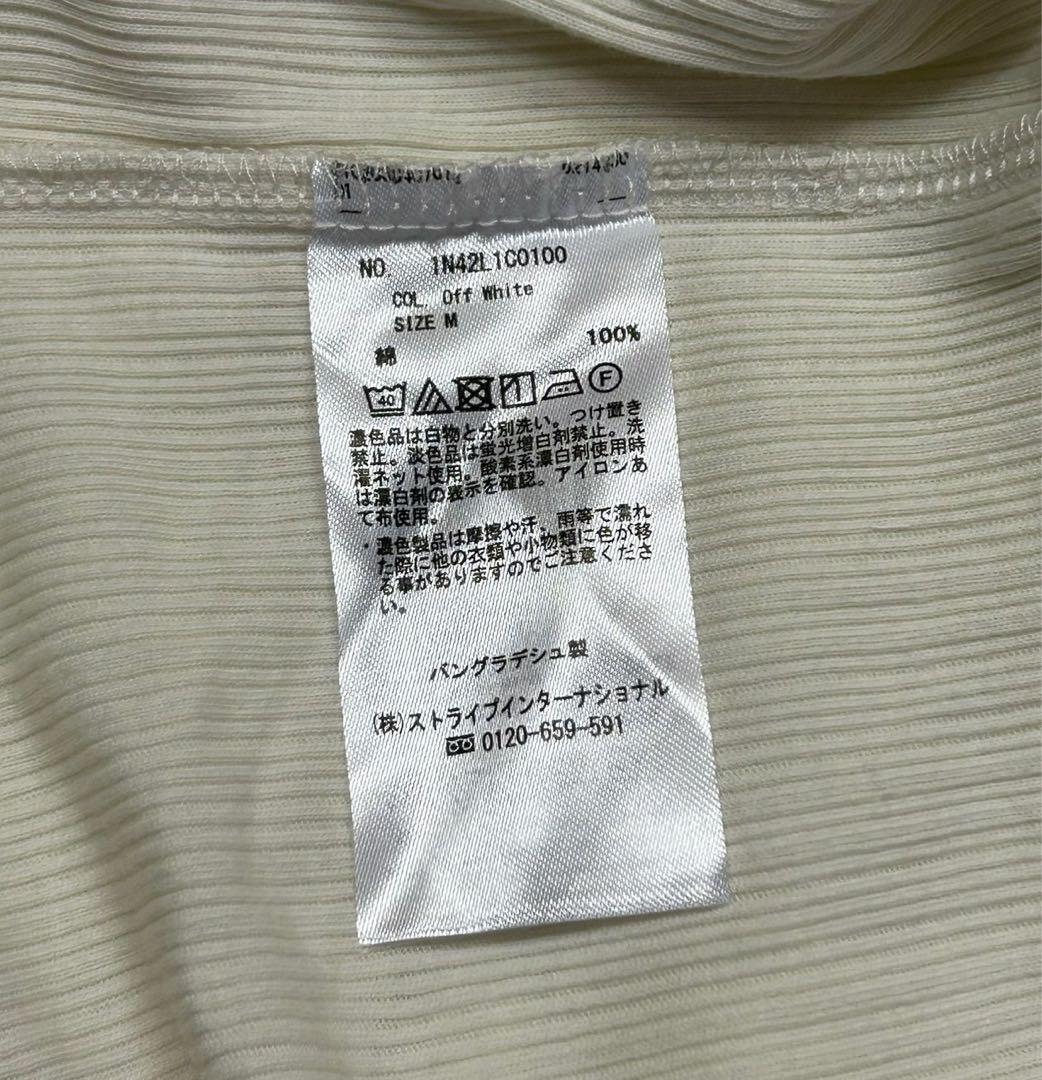 NO. 1N42L1C0100
COL. Off White
SIZE M
綿 100%
40
F
濃色品は白物と分別洗い。つけ置き
禁止。淡色品は蛍光増白剤禁止。洗
濯ネット使用。酸素系漂白剤使用時
は漂白剤の表示を確認。アイロンあ
て布使用。
・濃色製品は摩擦や汗。雨等で濡れ
た際に他の衣類や小物類に色が移
る事がありますのでご注意くださ
い。
バングラデシュ製
(株)ストライプインターナショナル
0120-659-591